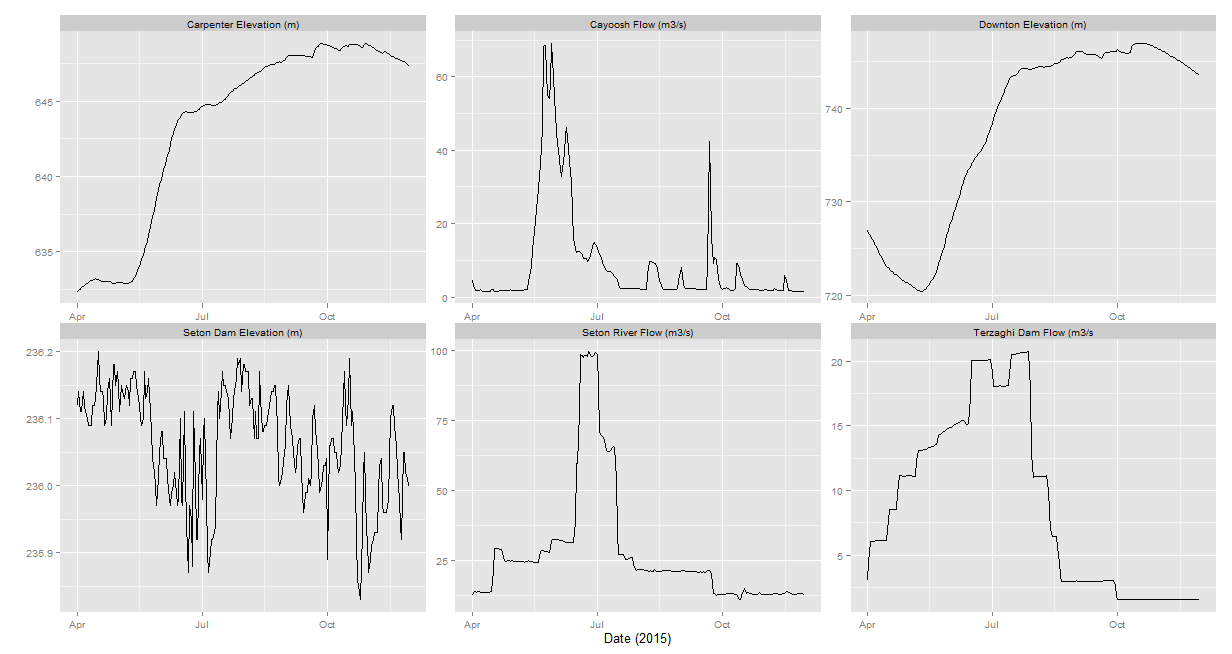 Carpenter Elevation (m)
645
640
635
Apr Jul Oct
Cayoosh Flow (m3/s)
60
40
20
0
Apr Jul Oct
Downton Elevation (m)
740
730
720
Apr Jul Oct
Seton Dam Elevation (m)
236.2
236.1
236.0
235.9
Apr Jul Oct
Seton River Flow (m3/s)
100
75
50
25
Apr Jul Oct
Terzaghi Dam Flow (m3/s
20
15
10
5
Apr Jul Oct
Date (2015)